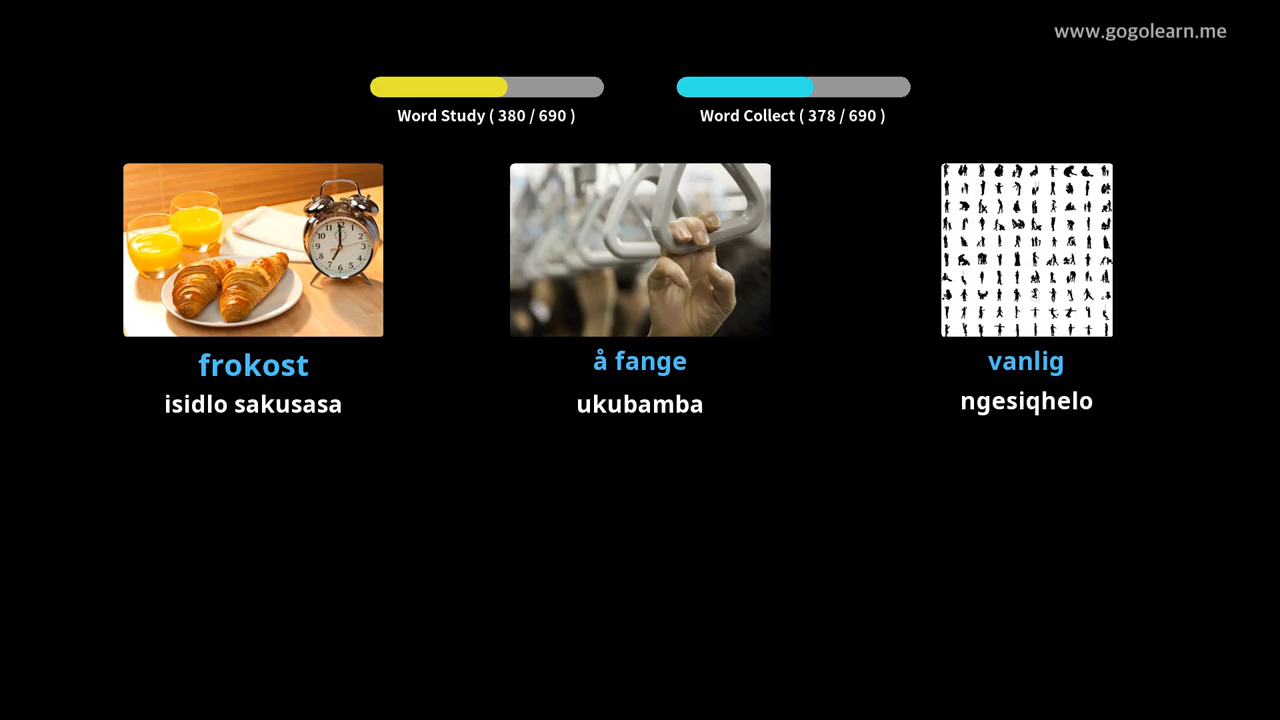 www.gogolearn.me
Word Study ( 380 / 690 )
Word Collect ( 378 / 690 )
frokost
isidlo sakusasa
å fange
ukubamba
vanlig
ngesiqhelo